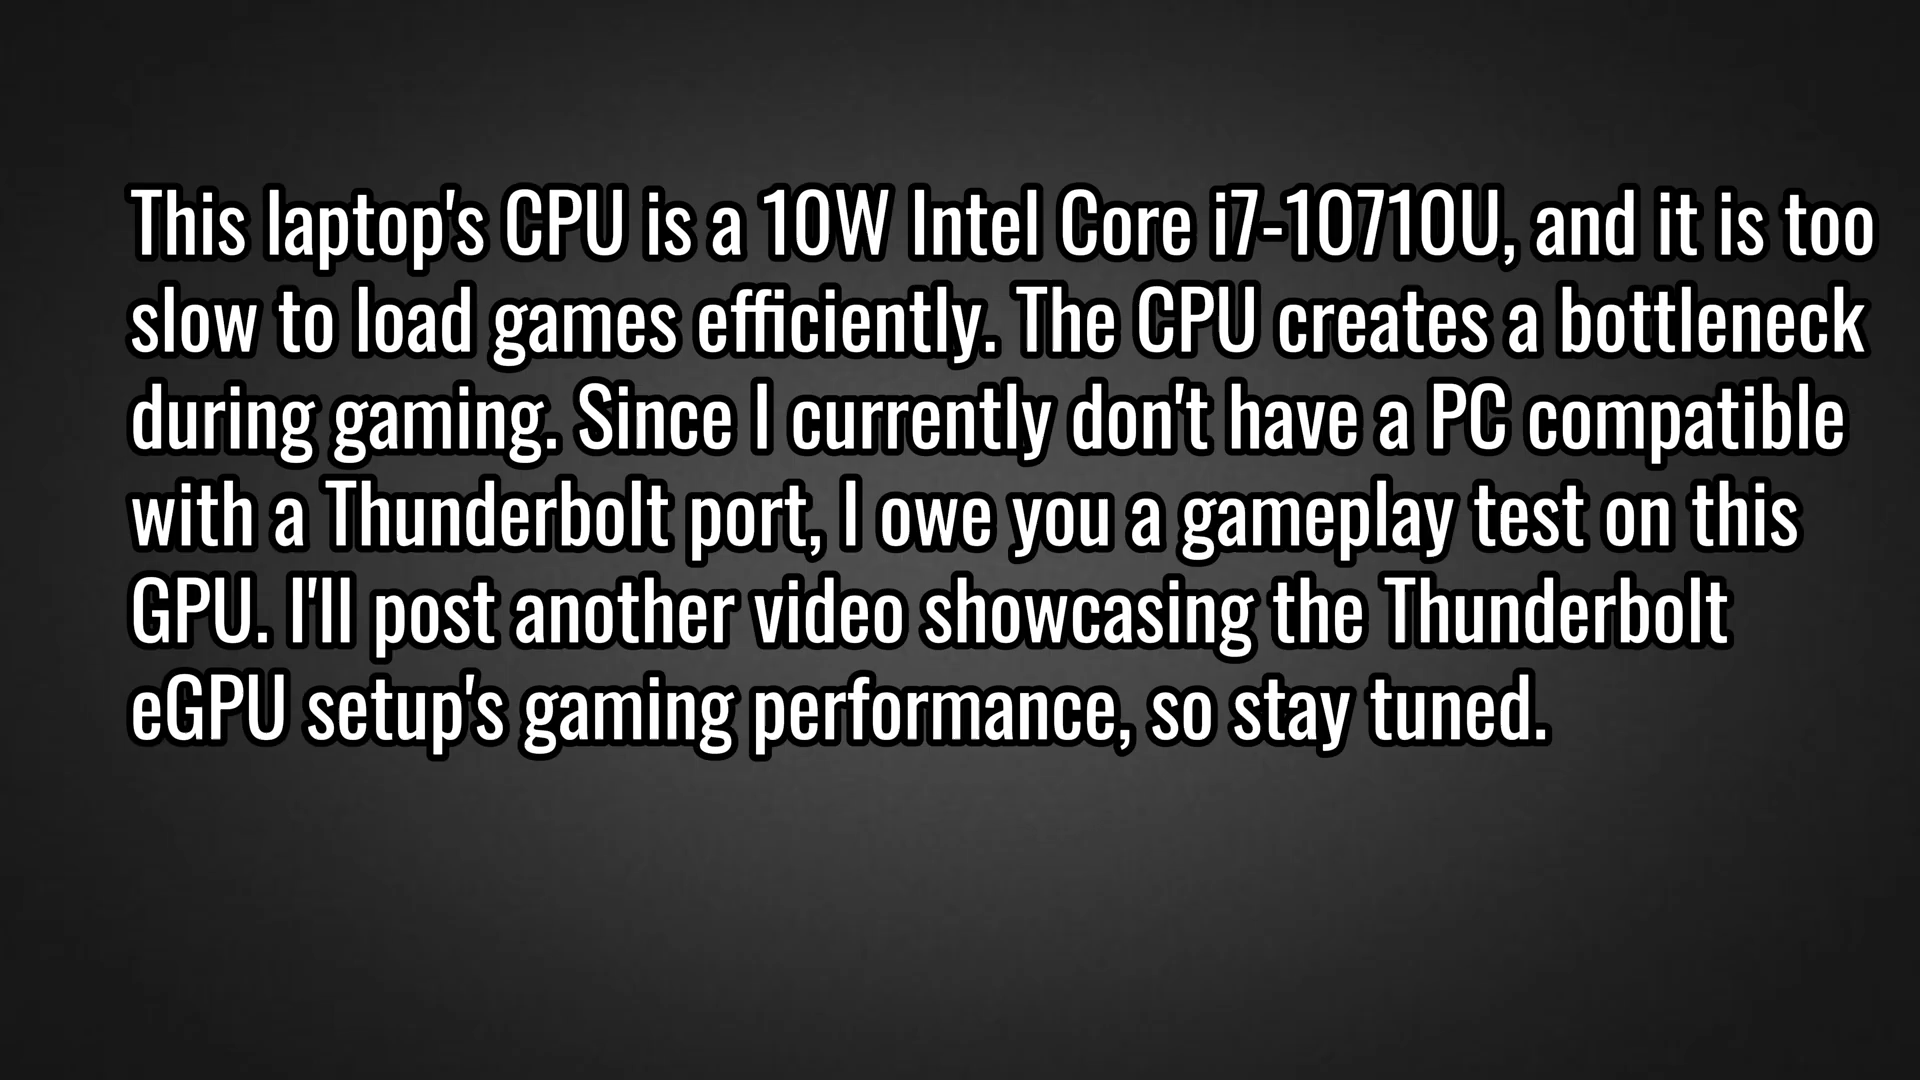 This laptop's CPU is a 10W Intel Core i7-10710U, and it is too
slow to load games efficiently. The CPU creates a bottleneck
during gaming. Since I currently don't have a PC compatible
with a Thunderbolt port, I owe you a gameplay test on this
GPU. I'll post another video showcasing the Thunderbolt
eGPU setup's gaming performance, so stay tuned.